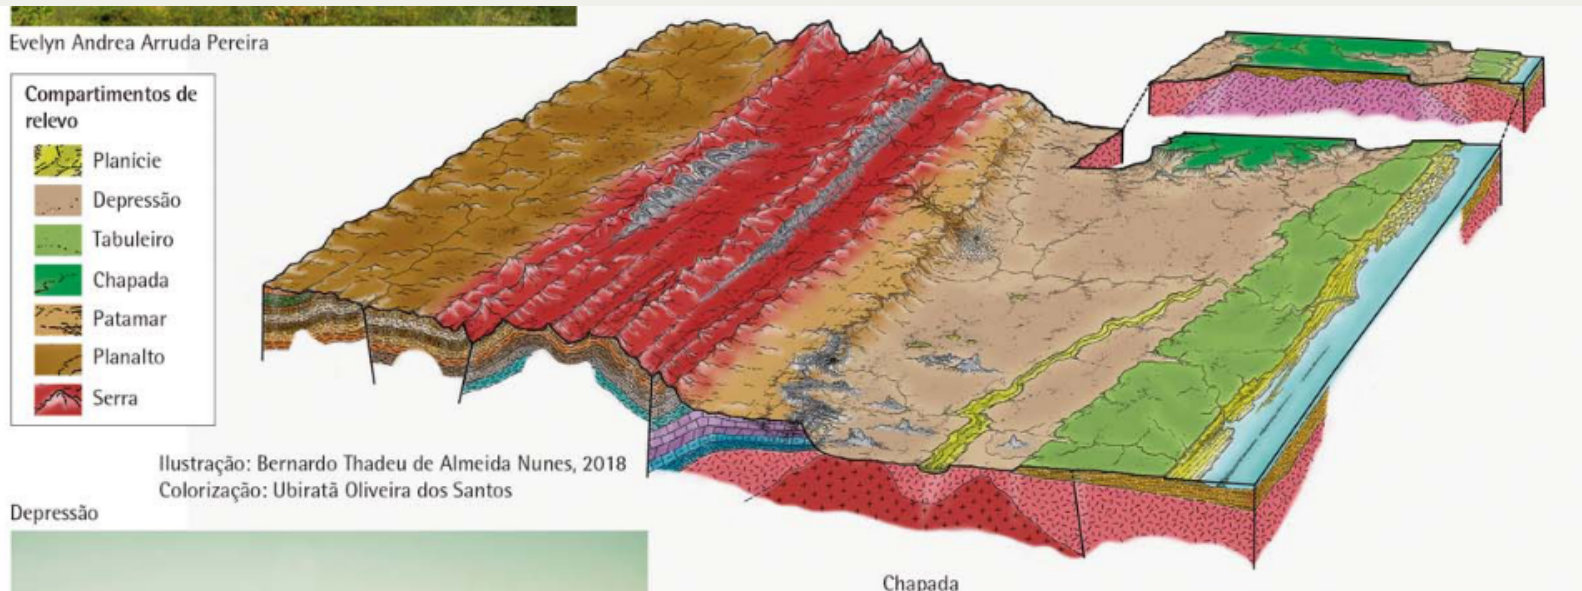 Evelyn Andrea Arruda Pereira
Compartimentos de
relevo
Planície
Depressão
Tabuleiro
Chapada
Patamar
Planalto
Serra
Ilustração: Bernardo Thadeu de Almeida Nunes, 2018
Colorização: Ubiratã Oliveira dos Santos
Depressão
Chapada